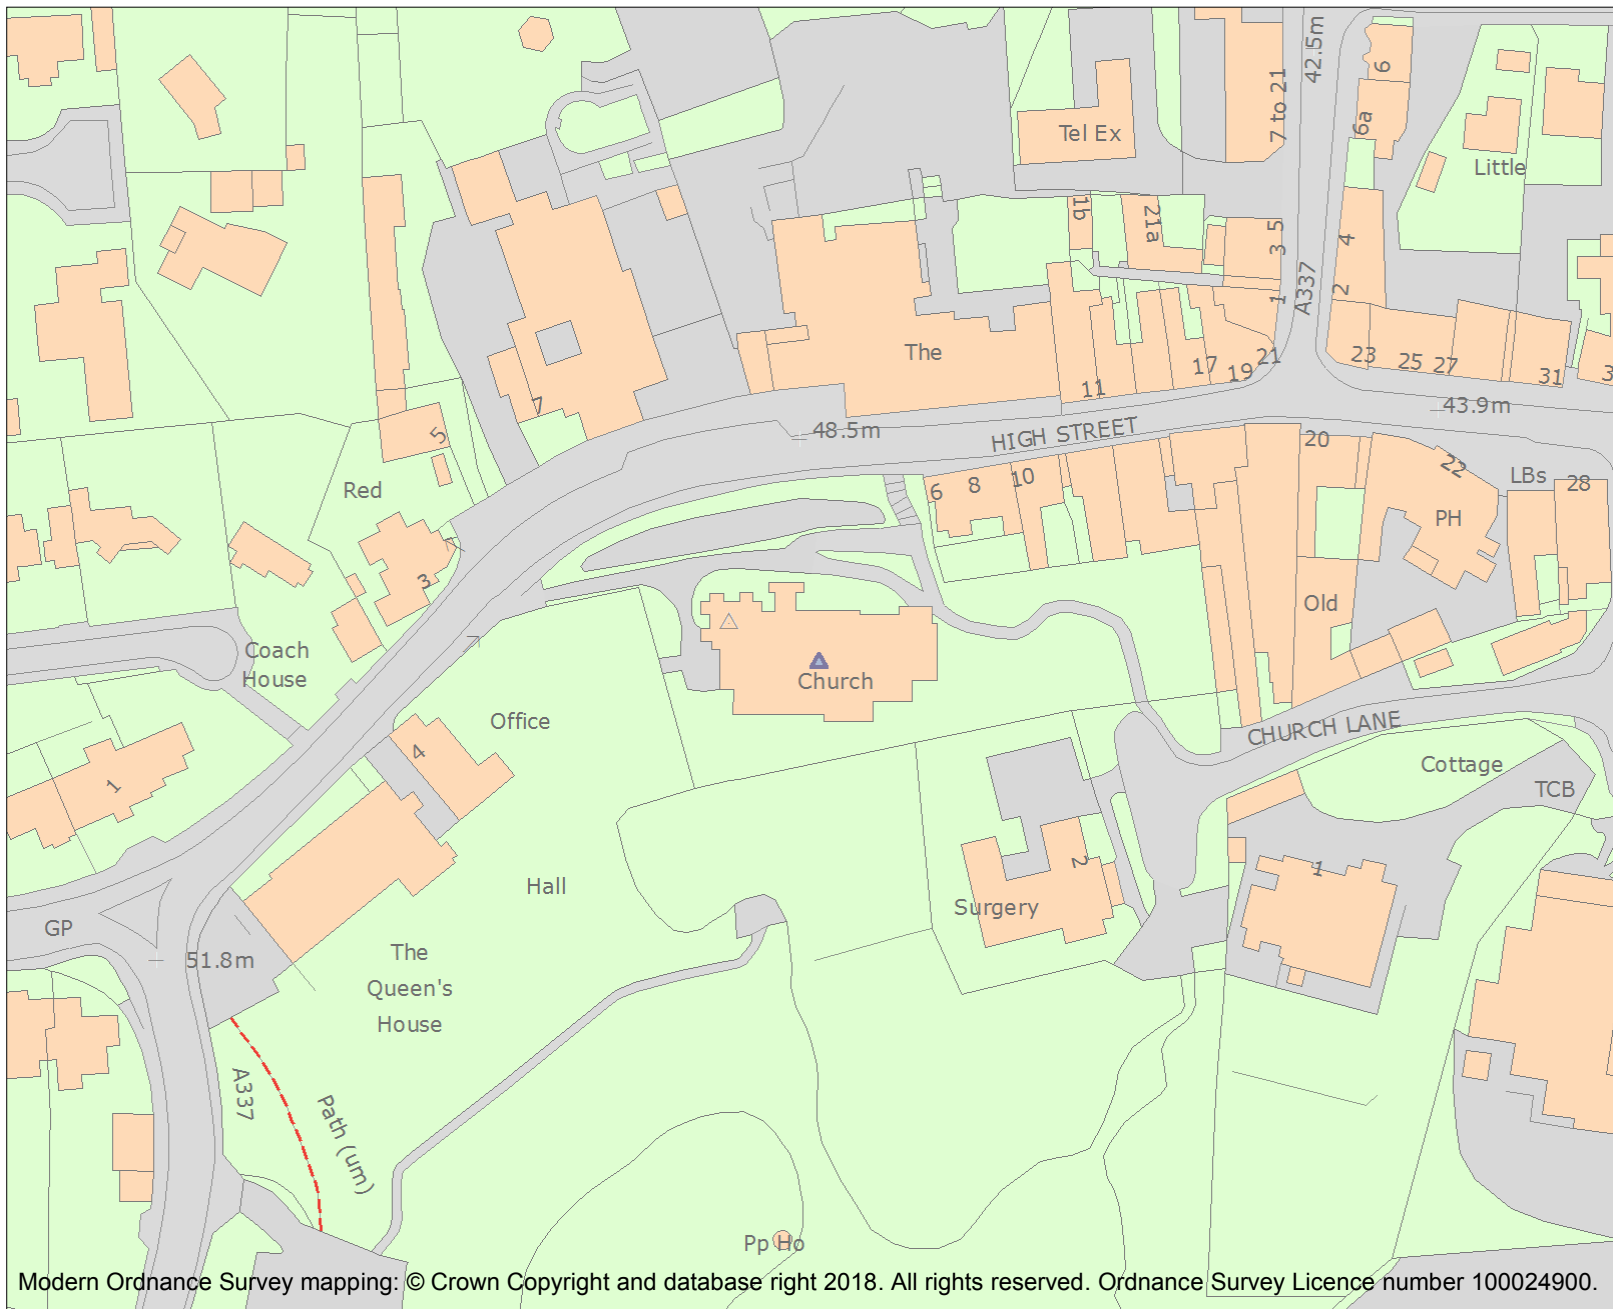 42.5m
6
7 to 21
6a
Tel Ex
Little
1b
21a
3 5
4
2
1
A337
The
17
19
21
23
25
27
31
3
11
7
43.9m
48.5m
HIGH STREET
5
20
22
Red
6
8
10
LBs
28
PH
3
Old
Coach
House
Church
Office
CHURCH LANE
4
Cottage
TCB
1
2
1
Hall
Surgery
GP
The
Queen's
House
51.8m
A337
Path (um)
Pp Ho
Modern Ordnance Survey mapping: © Crown Copyright and database right 2018. All rights reserved. Ordnance Survey Licence number 100024900.